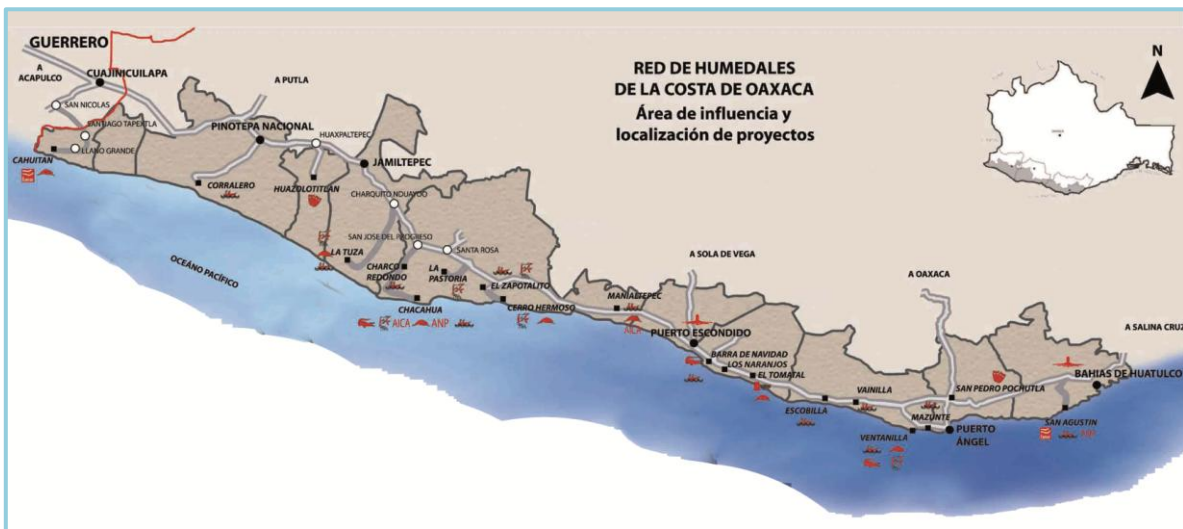 RED DE HUMEDALES
DE LA COSTA DE OAXACA
Área de influencia y
localización de proyectos
N
GUERRERO
A
ACAPULCO
CUAJINICUILAPA
A PUTLA
SAN NICOLAS
SANTIAGO TAPEXTLA
LLANO GRANDE
CAHUITAN
PINOTEPA NACIONAL
HUAXPALTEPEC
JAMILTEPEC
CORRALERO
HUAZOLOTITLAN
CHARQUITO NDUAYOO
SAN JOSE DEL PROGRESO
SANTA ROSA
LA TUZA
CHARCO
REDONDO
LA
PASTORIA
EL ZAPOTALITO
CERRO HERMOSO
CHACAHUA
AICA
ANP
OCEÁNO PACÍFICO
A SOLA DE VEGA
MANIALTEPEC
AICA
PUERTO ESCONDIDO
BARRA DE NAVIDAD
LOS NARANJOS
EL TOMATAL
A OAXACA
VAINILLA
ESCOBILLA
SAN PEDRO POCHUTLA
MAZUNTE
VENTANILLA
PUERTO
ÁNGEL
A SALINA CRUZ
BAHIAS DE HUATULCO
SAN AGUSTIN
ANP